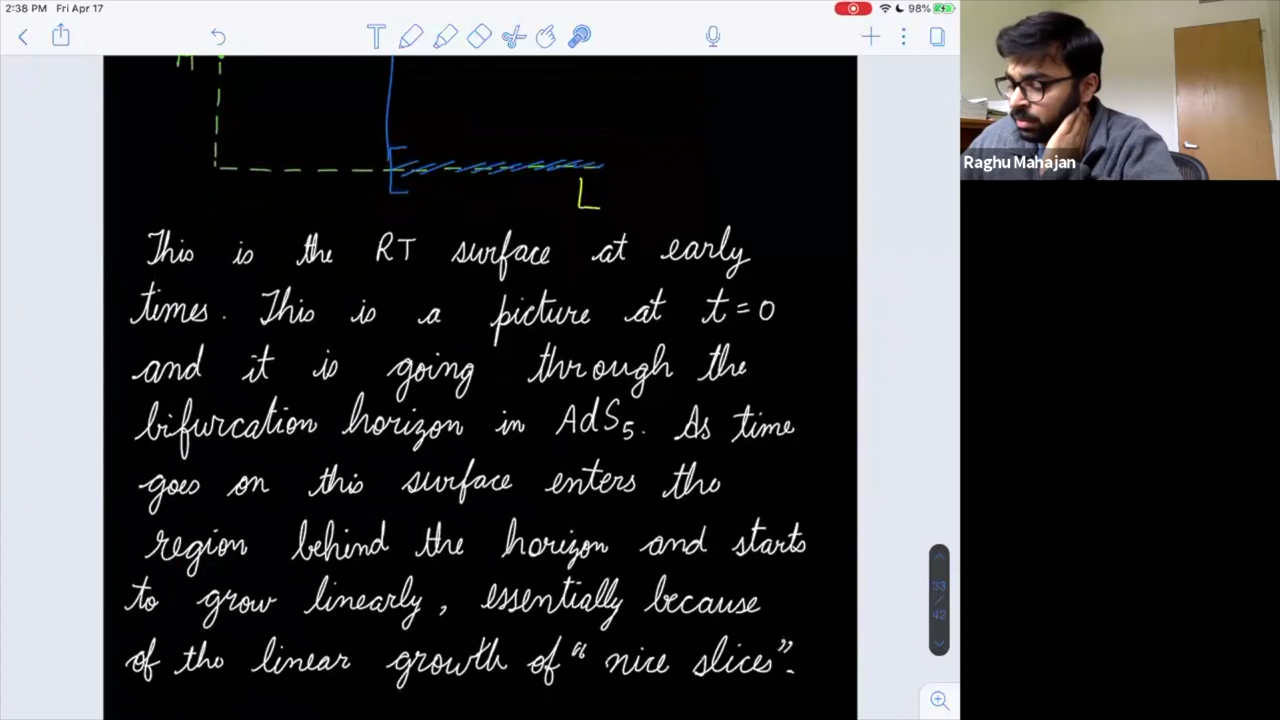 2:38 PM Fri Apr 17
98%
L
This is the RT surface at early
times. This is a picture at t=0
and it is going through the
bifurcation horizon in AdS₅. As time
goes on this surface enters the
region behind the horizon and starts
to grow linearly, essentially because
of the linear growth of "nice slices".
33
42
Raghu Mahajan